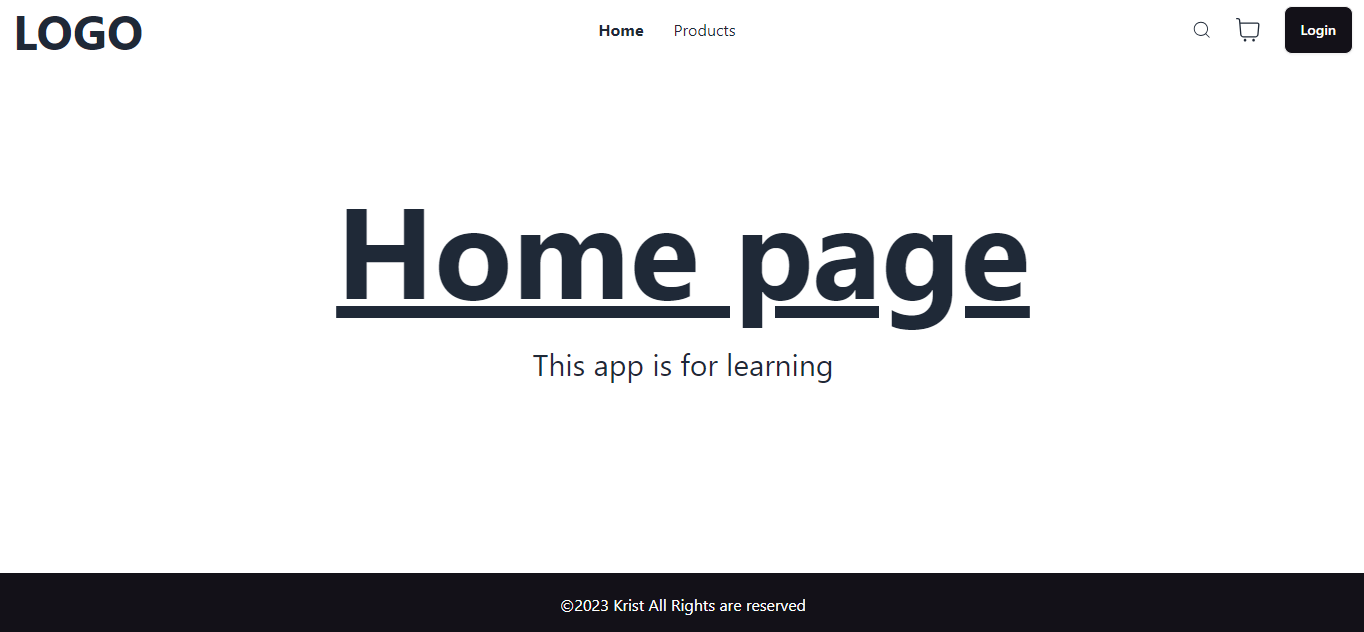 LOGO
Home Products Login
Home page
This app is for learning
©2023 Krist All Rights are reserved